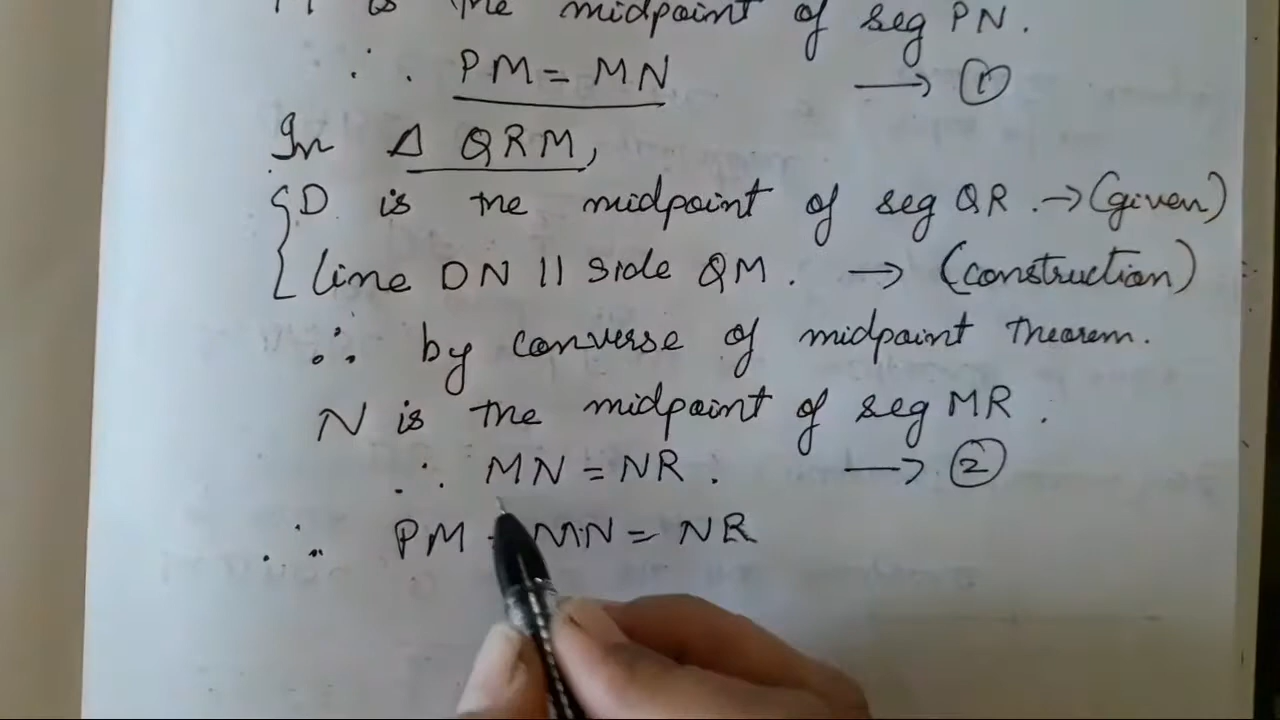 is the midpoint of seg PN.
∴ PM = MN → ①
In Δ QRM,
{ D is the midpoint of seg QR. → (given)
line DN || side QM. → (construction)
∴ by converse of midpoint theorem.
N is the midpoint of seg MR.
∴ MN = NR. → ②
∴ PM MN = NR